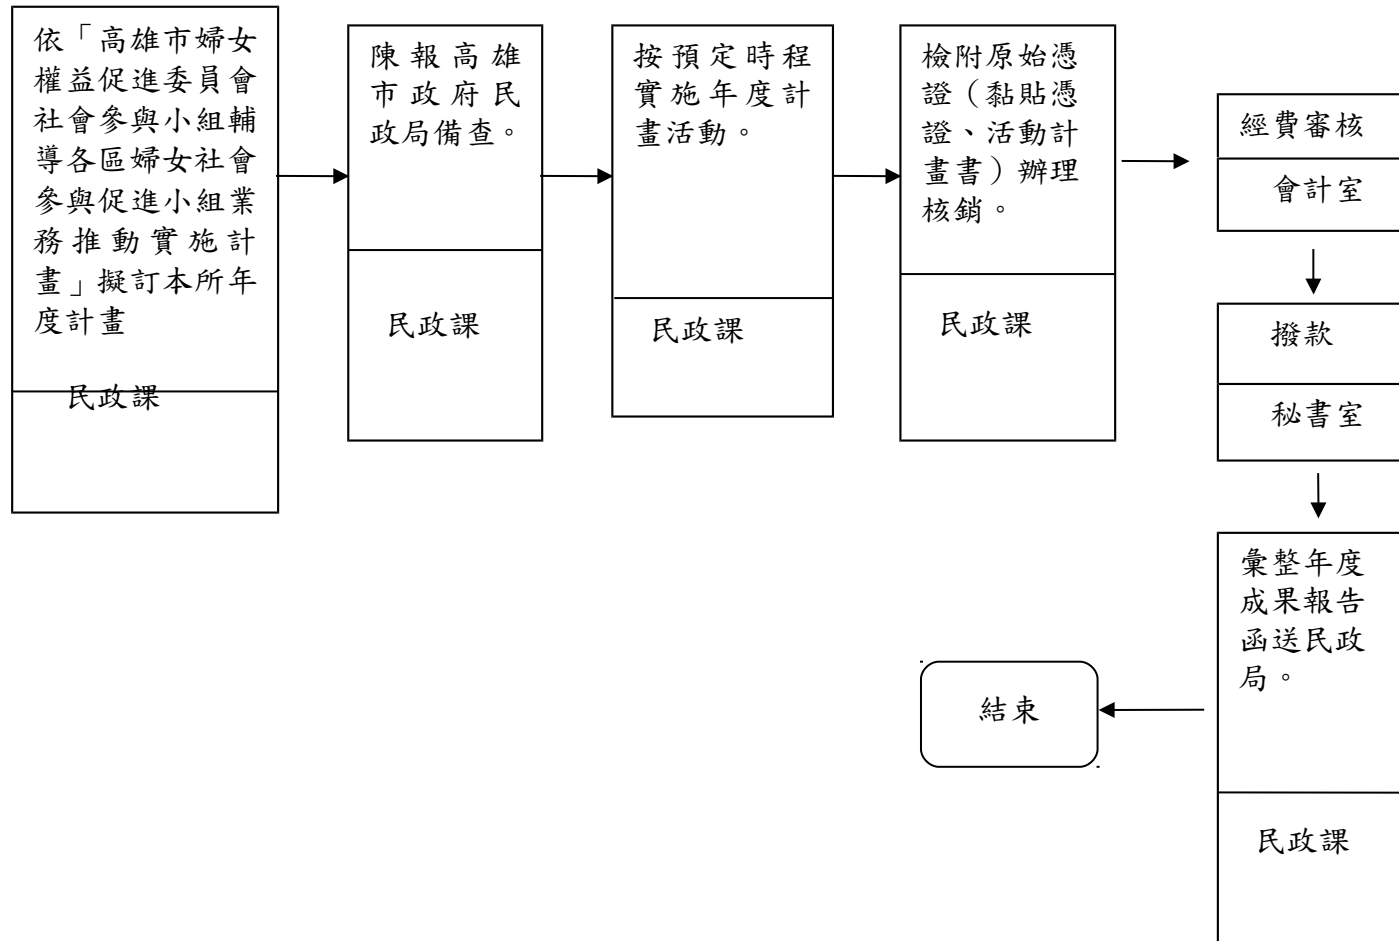 依「高雄市婦女
權益促進委員會
社會參與小組輔
導各區婦女社會
參與促進小組業
務推動實施計
畫」擬訂本所年
度計畫
民政課
陳報高雄
市政府民
政局備查。
民政課
按預定時程
實施年度計
畫活動。
民政課
檢附原始憑
證（黏貼憑
證、活動計
畫書）辦理
核銷。
民政課
經費審核
會計室
撥款
秘書室
彙整年度
成果報告
函送民政
局。
民政課
結束